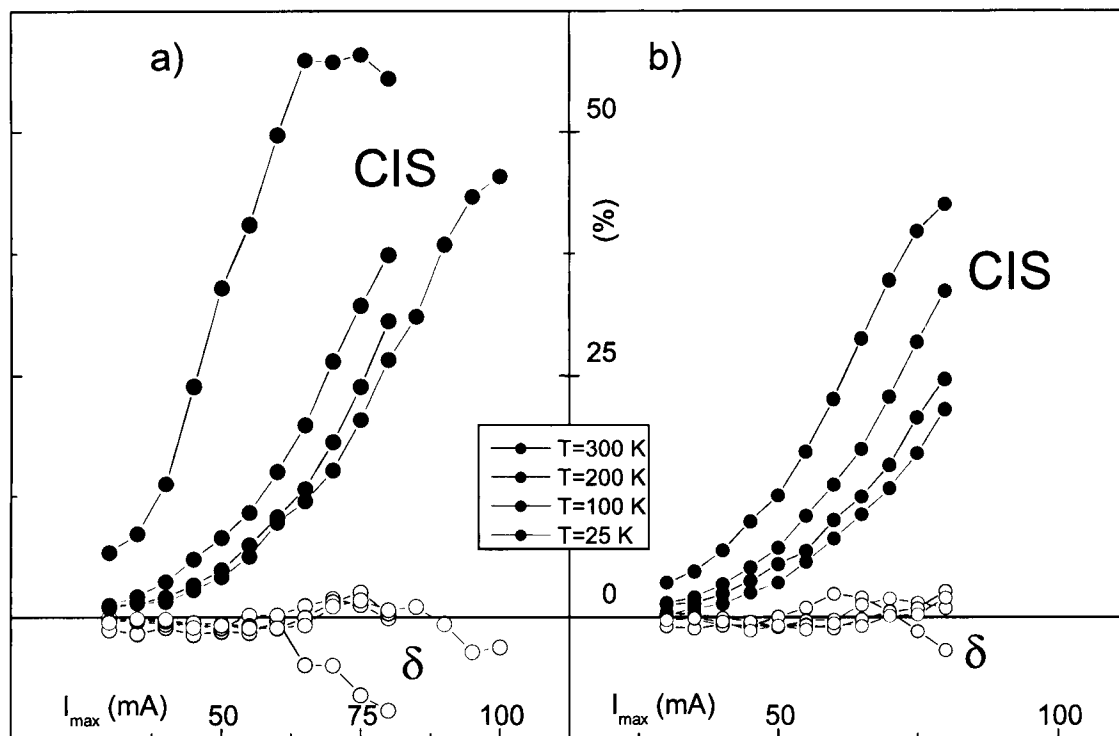 a)
b)
50
CIS
(%)
CIS
25
T=300 K
T=200 K
T=100 K
T=25 K
0
δ
δ
I_max (mA) 50 75 100
I_max (mA) 50 100